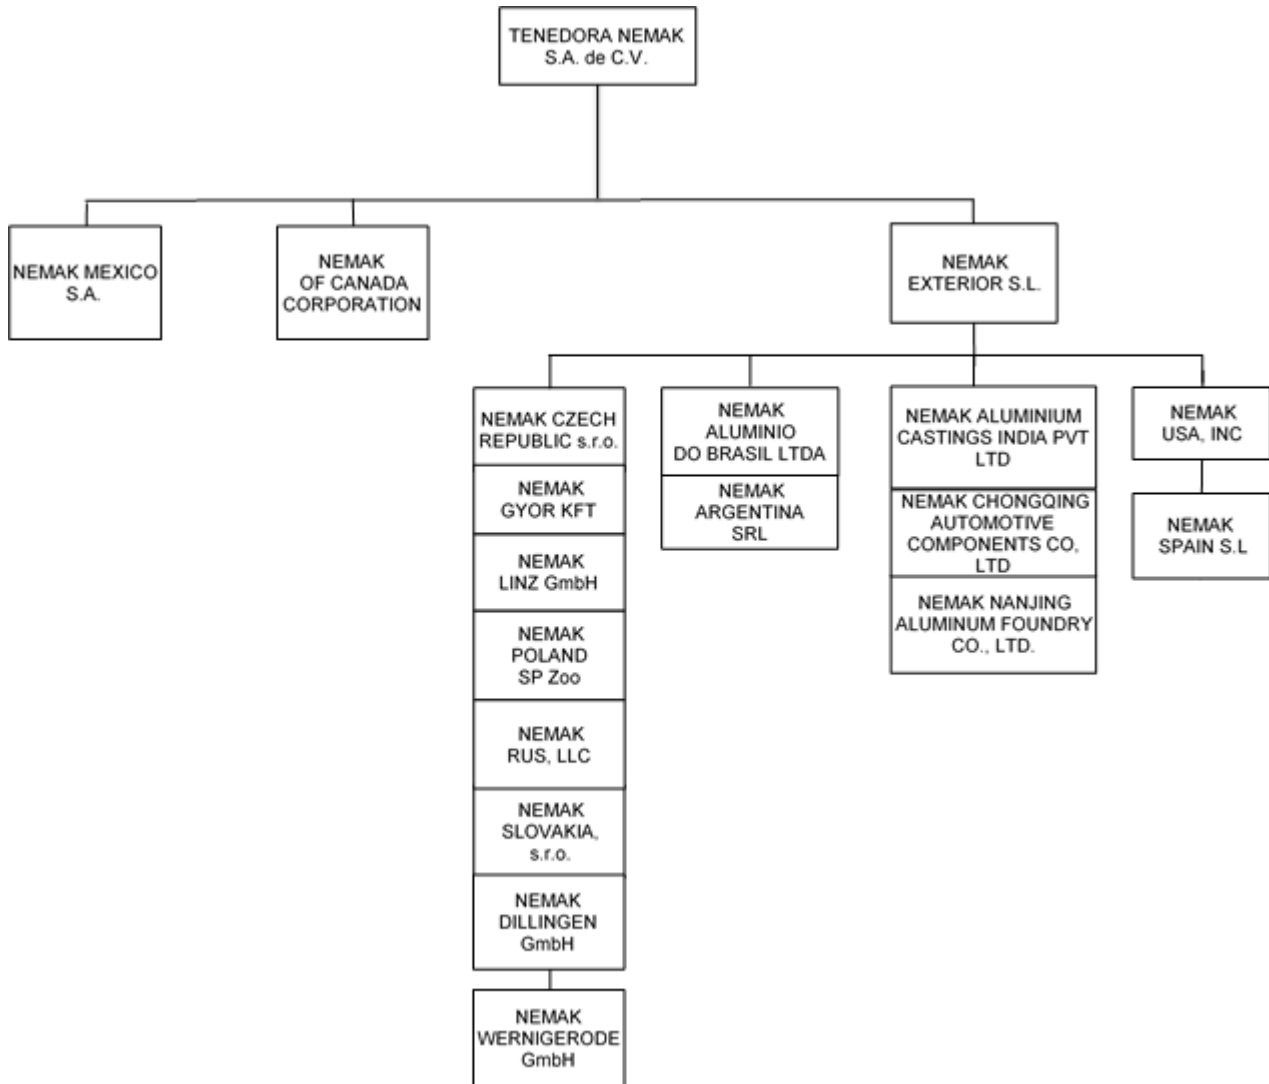 TENEDORA NEMAK
S.A. de C.V.
NEMAK MEXICO
S.A.
NEMAK
OF CANADA
CORPORATION
NEMAK
EXTERIOR S.L.
NEMAK CZECH
REPUBLIC s.r.o.
NEMAK
GYOR KFT
NEMAK
LINZ GmbH
NEMAK
POLAND
SP Zoo
NEMAK
RUS, LLC
NEMAK
SLOVAKIA,
s.r.o.
NEMAK
DILLINGEN
GmbH
NEMAK
WERNIGERODE
GmbH
NEMAK
ALUMINIO
DO BRASIL LTDA
NEMAK
ARGENTINA
SRL
NEMAK ALUMINIUM
CASTINGS INDIA PVT
LTD
NEMAK CHONGQING
AUTOMOTIVE
COMPONENTS CO,
LTD
NEMAK NANJING
ALUMINUM FOUNDRY
CO., LTD.
NEMAK
USA, INC
NEMAK
SPAIN S.L